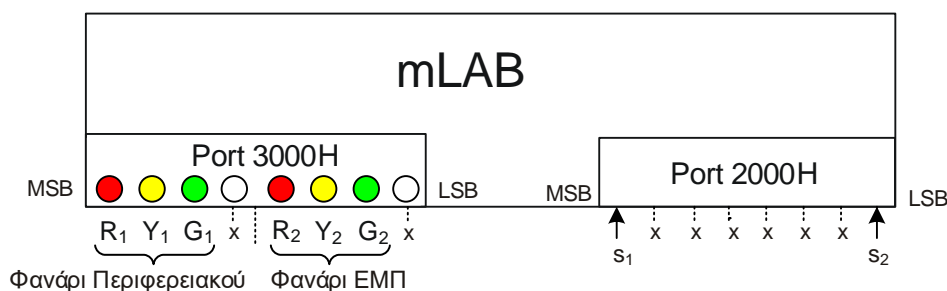 mLAB
Port 3000H
Port 2000H
MSB
LSB
MSB
LSB
R1 Y1 G1 x R2 Y2 G2 x
x x x x x x
s1 s2
Φανάρι Περιφερειακού Φανάρι ΕΜΠ